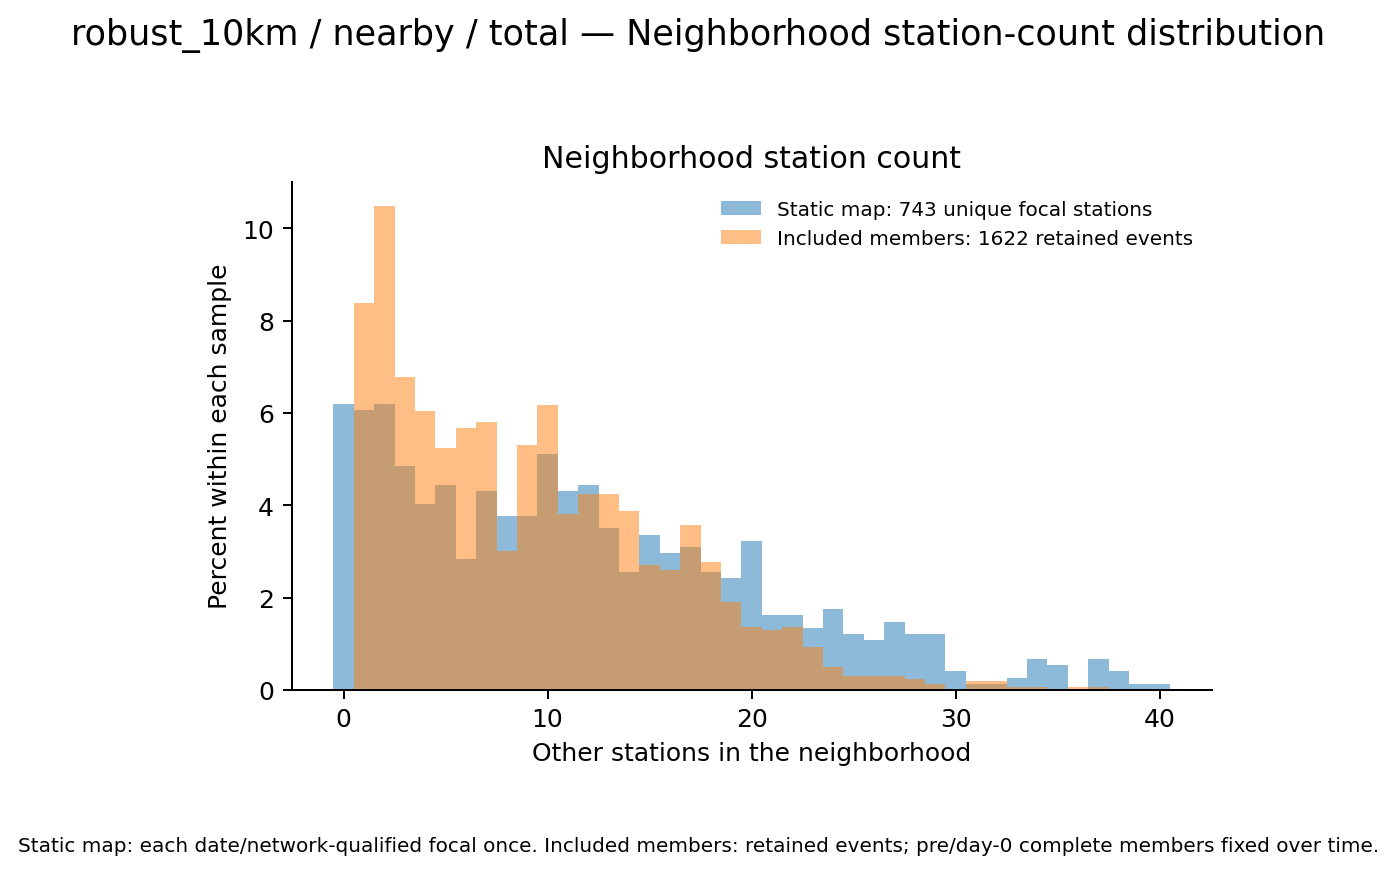 robust_10km / nearby / total — Neighborhood station-count distribution
Neighborhood station count
Static map: 743 unique focal stations
Included members: 1622 retained events
Percent within each sample
10
8
6
4
2
0
0 10 20 30 40
Other stations in the neighborhood
Static map: each date/network-qualified focal once. Included members: retained events; pre/day-0 complete members fixed over time.